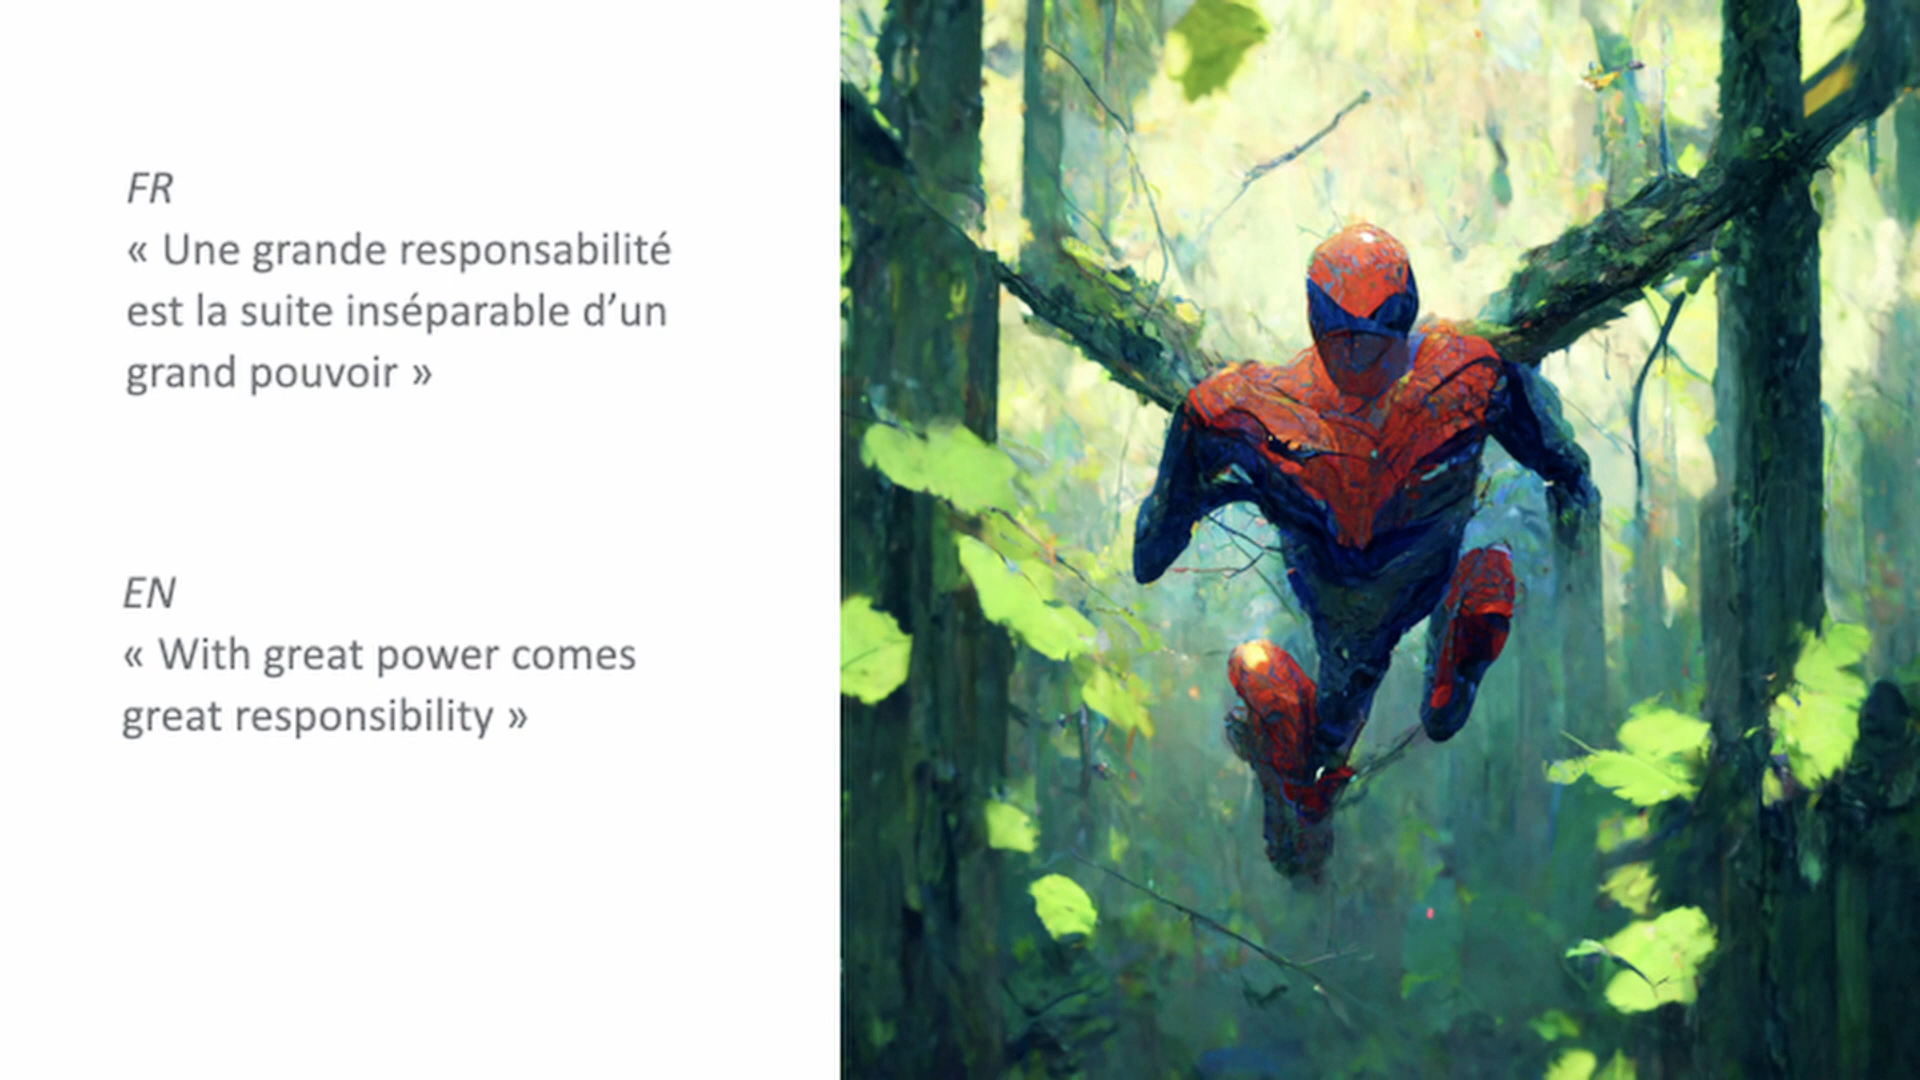 FR
« Une grande responsabilité
est la suite inséparable d’un
grand pouvoir »
EN
« With great power comes
great responsibility »